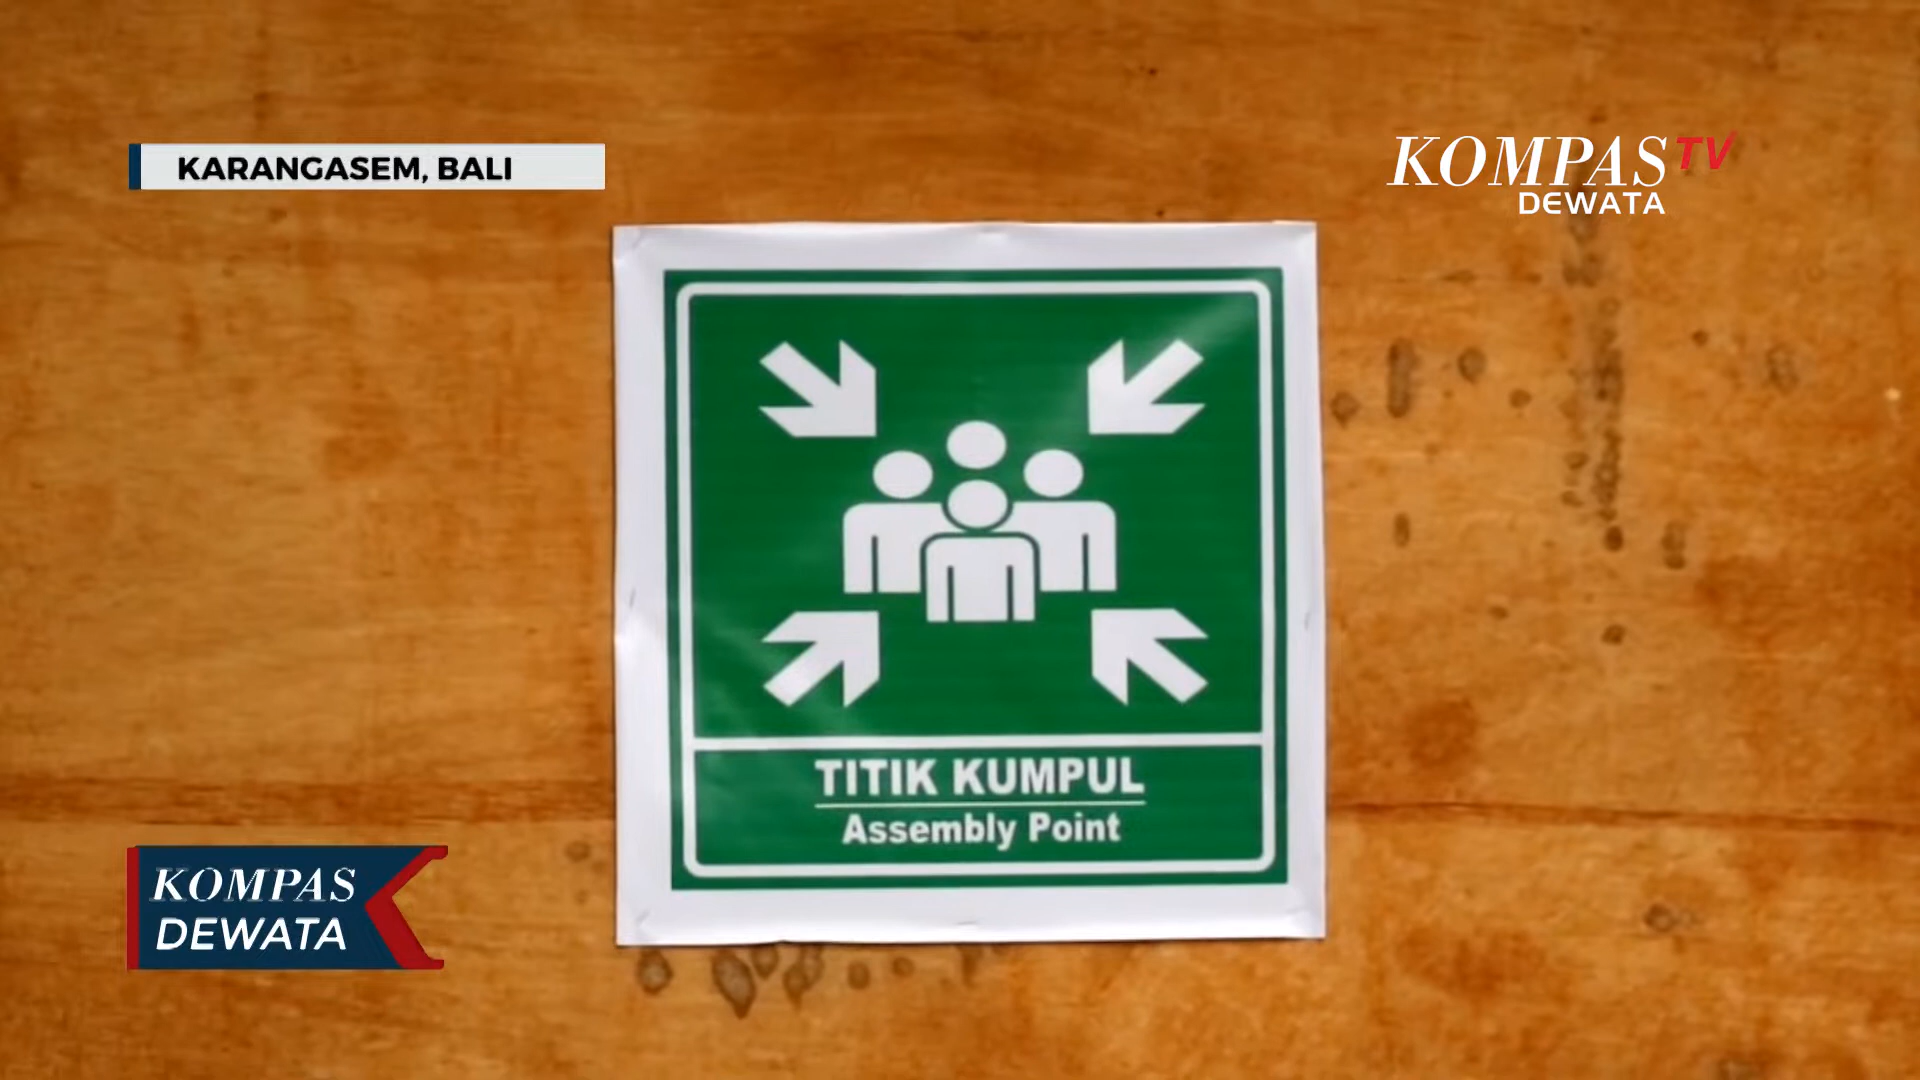 KARANGASEM, BALI
KOMPAS TV
DEWATA
TITIK KUMPUL
Assembly Point
KOMPAS
DEWATA